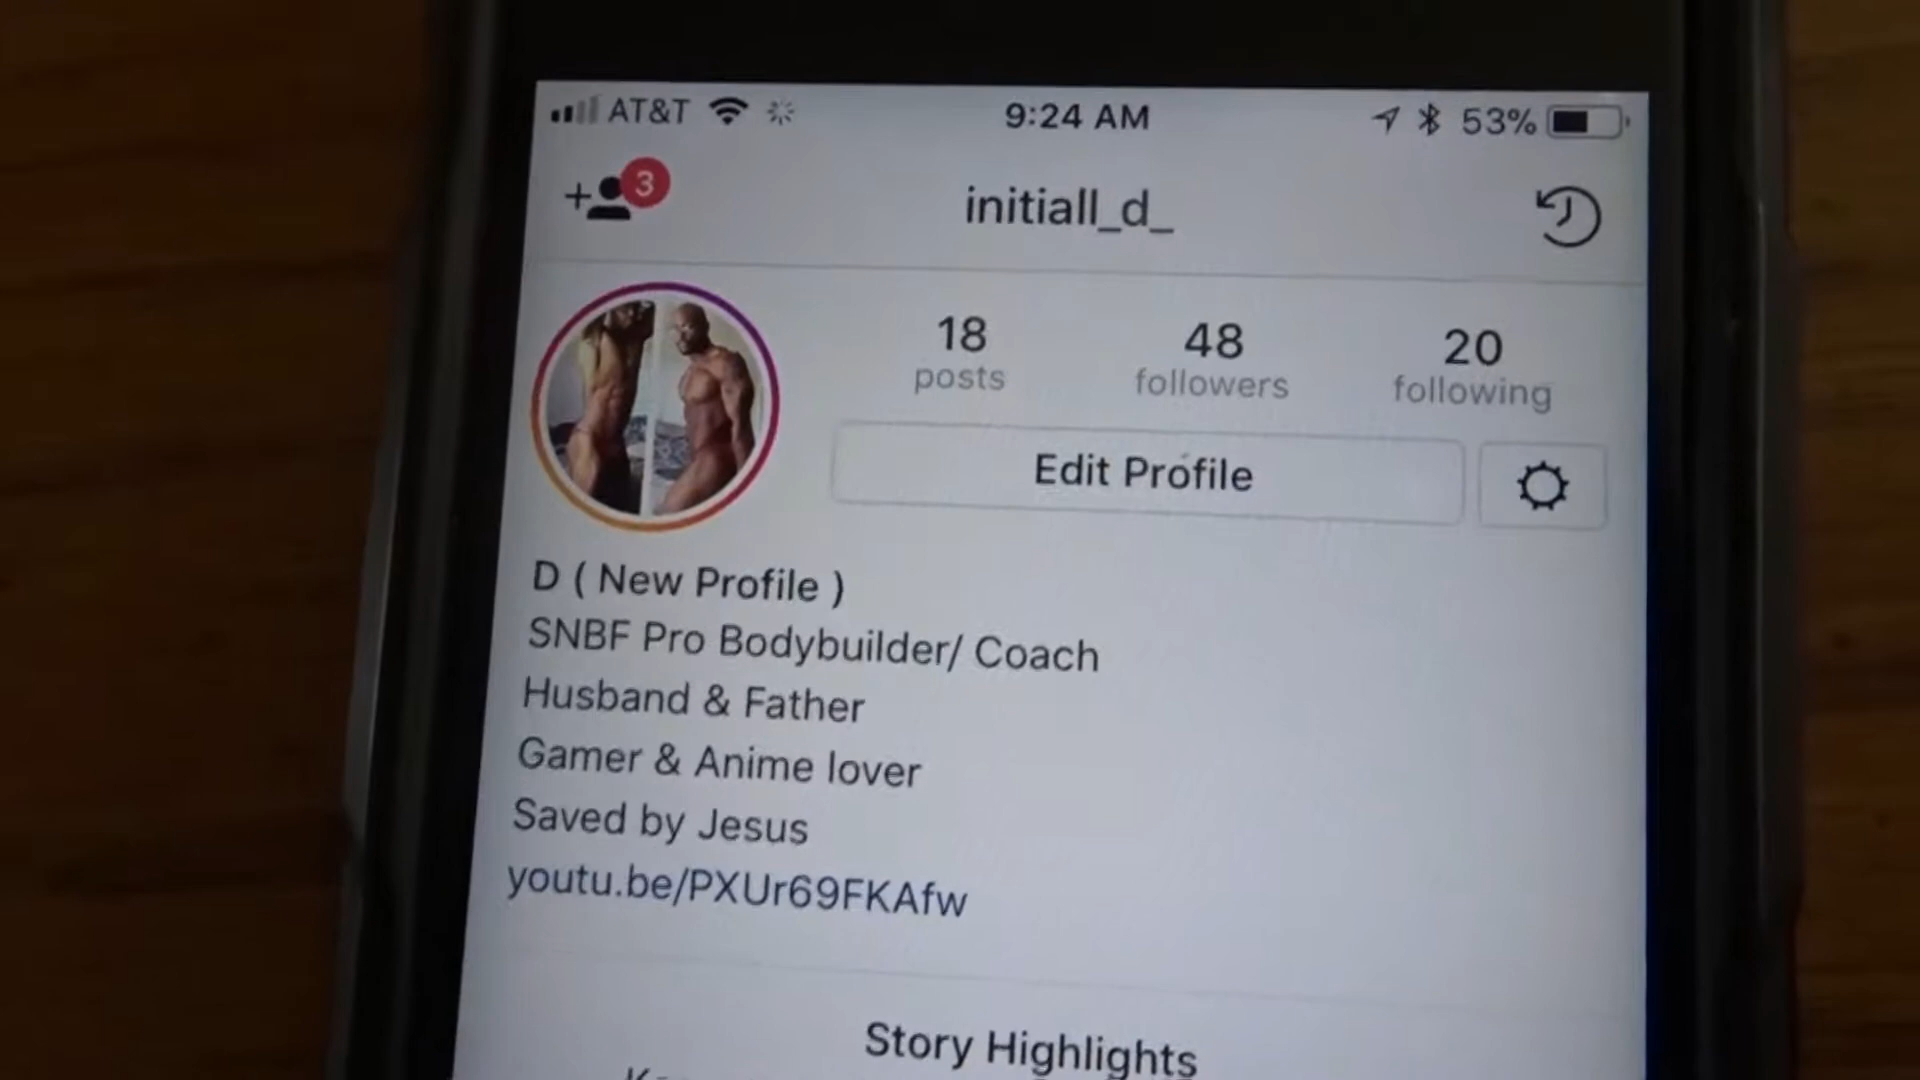 AT&T 9:24 AM 53%
3
initiall_d_
18 48 20
posts followers following
Edit Profile
D ( New Profile )
SNBF Pro Bodybuilder/ Coach
Husband & Father
Gamer & Anime lover
Saved by Jesus
youtu.be/PXUr69FKAfw
Story Highlights